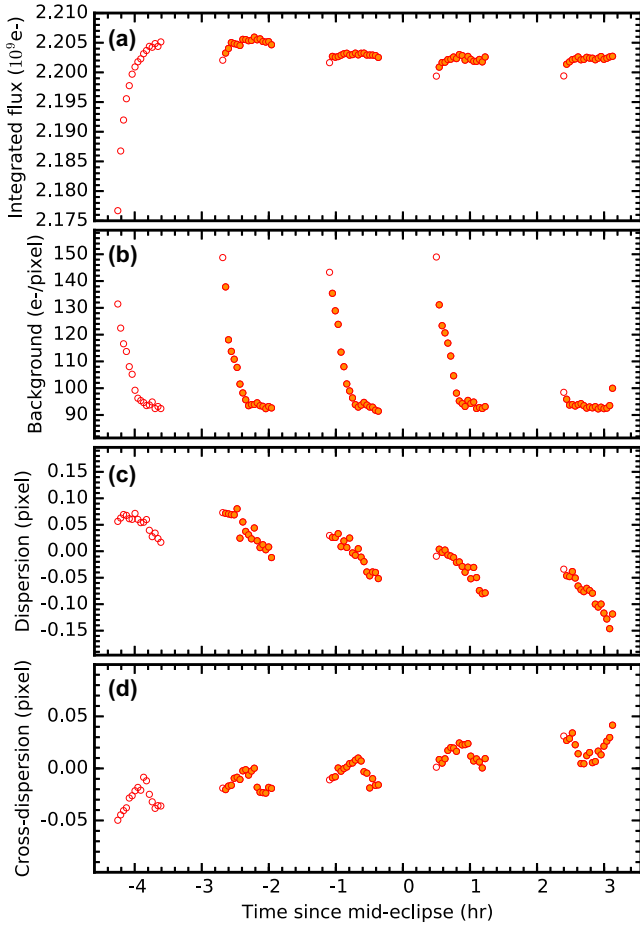 (a)
Integrated flux (10⁹e-)
2.210
2.205
2.200
2.195
2.190
2.185
2.180
2.175
(b)
Background (e-/pixel)
150
140
130
120
110
100
90
(c)
Dispersion (pixel)
0.15
0.10
0.05
0.00
-0.05
-0.10
-0.15
(d)
Cross-dispersion (pixel)
0.05
0.00
-0.05
-4 -3 -2 -1 0 1 2 3
Time since mid-eclipse (hr)